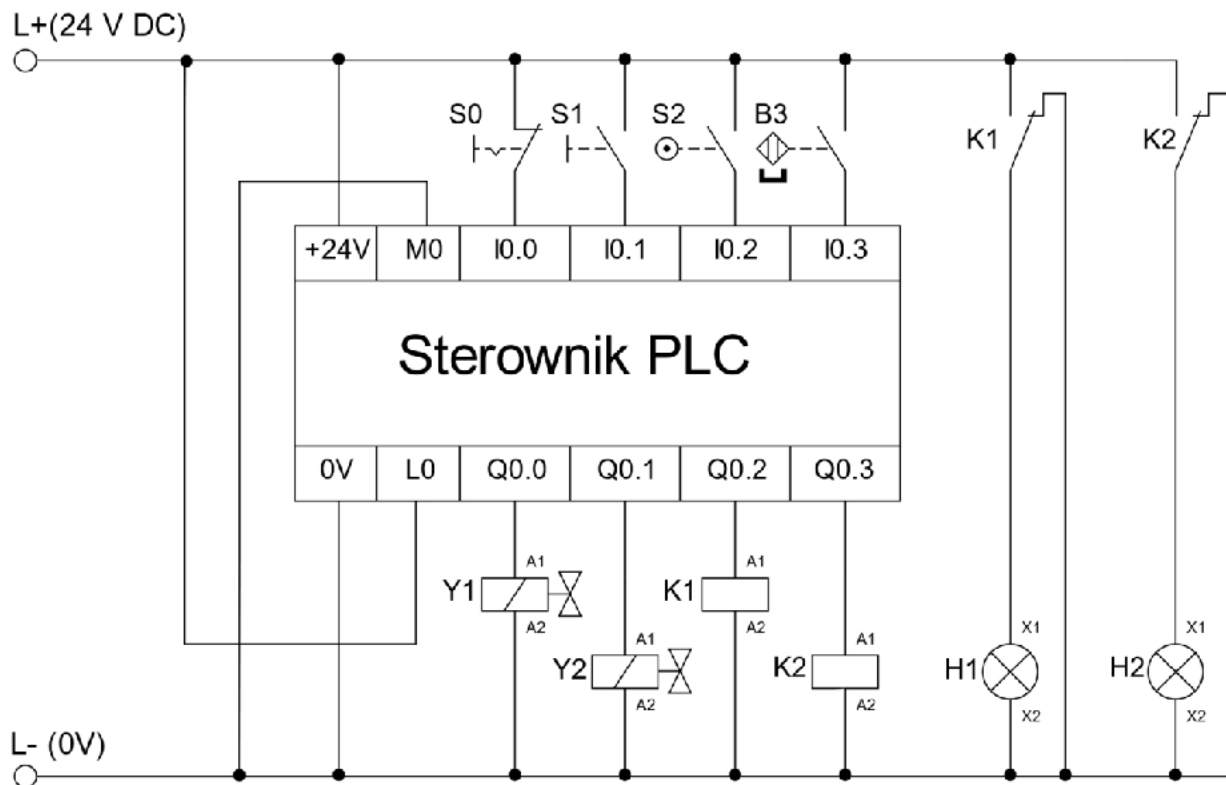 L+(24 V DC)
S0 S1 S2 B3 K1 K2
+24V M0 I0.0 I0.1 I0.2 I0.3
Sterownik PLC
0V L0 Q0.0 Q0.1 Q0.2 Q0.3
A1 A1
Y1 K1
A2 A2
A1 A1 X1 X1
Y2 K2 H1 H2
A2 A2 X2 X2
L- (0V)